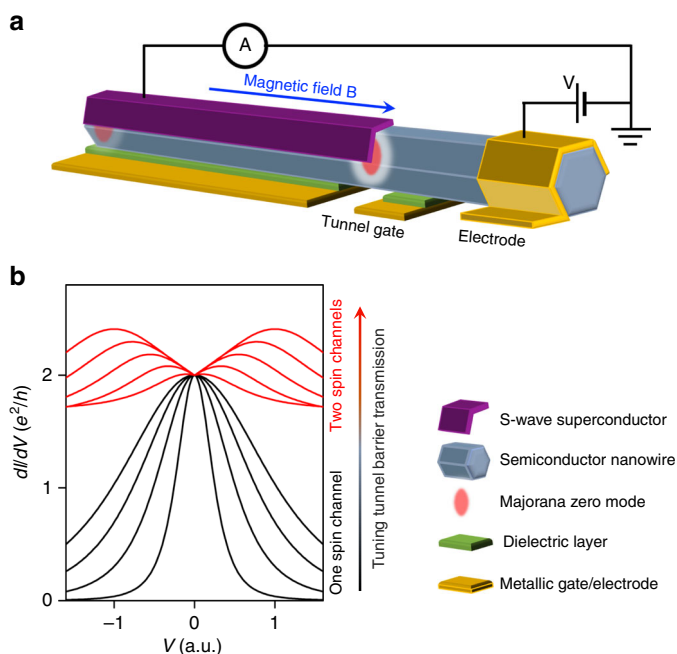 a
A
Magnetic field B
V
Tunnel gate
Electrode
b
dI/dV (e²/h)
2
1
0
−1
0
1
V (a.u.)
One spin channel
Two spin channels
Tuning tunnel barrier transmission
S-wave superconductor
Semiconductor nanowire
Majorana zero mode
Dielectric layer
Metallic gate/electrode